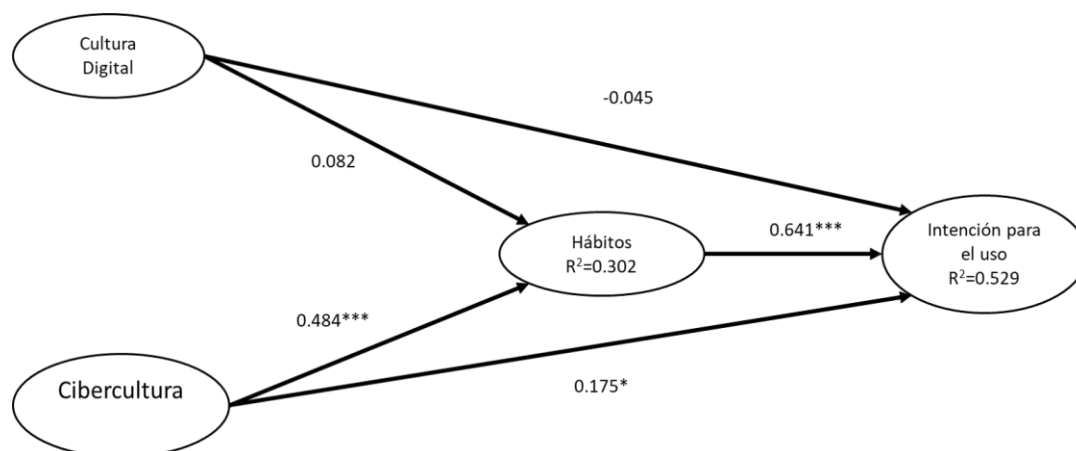 Cultura
Digital
-0.045
0.082
Hábitos
R²=0.302
0.641***
Intención para
el uso
R²=0.529
0.484***
Cibercultura
0.175*